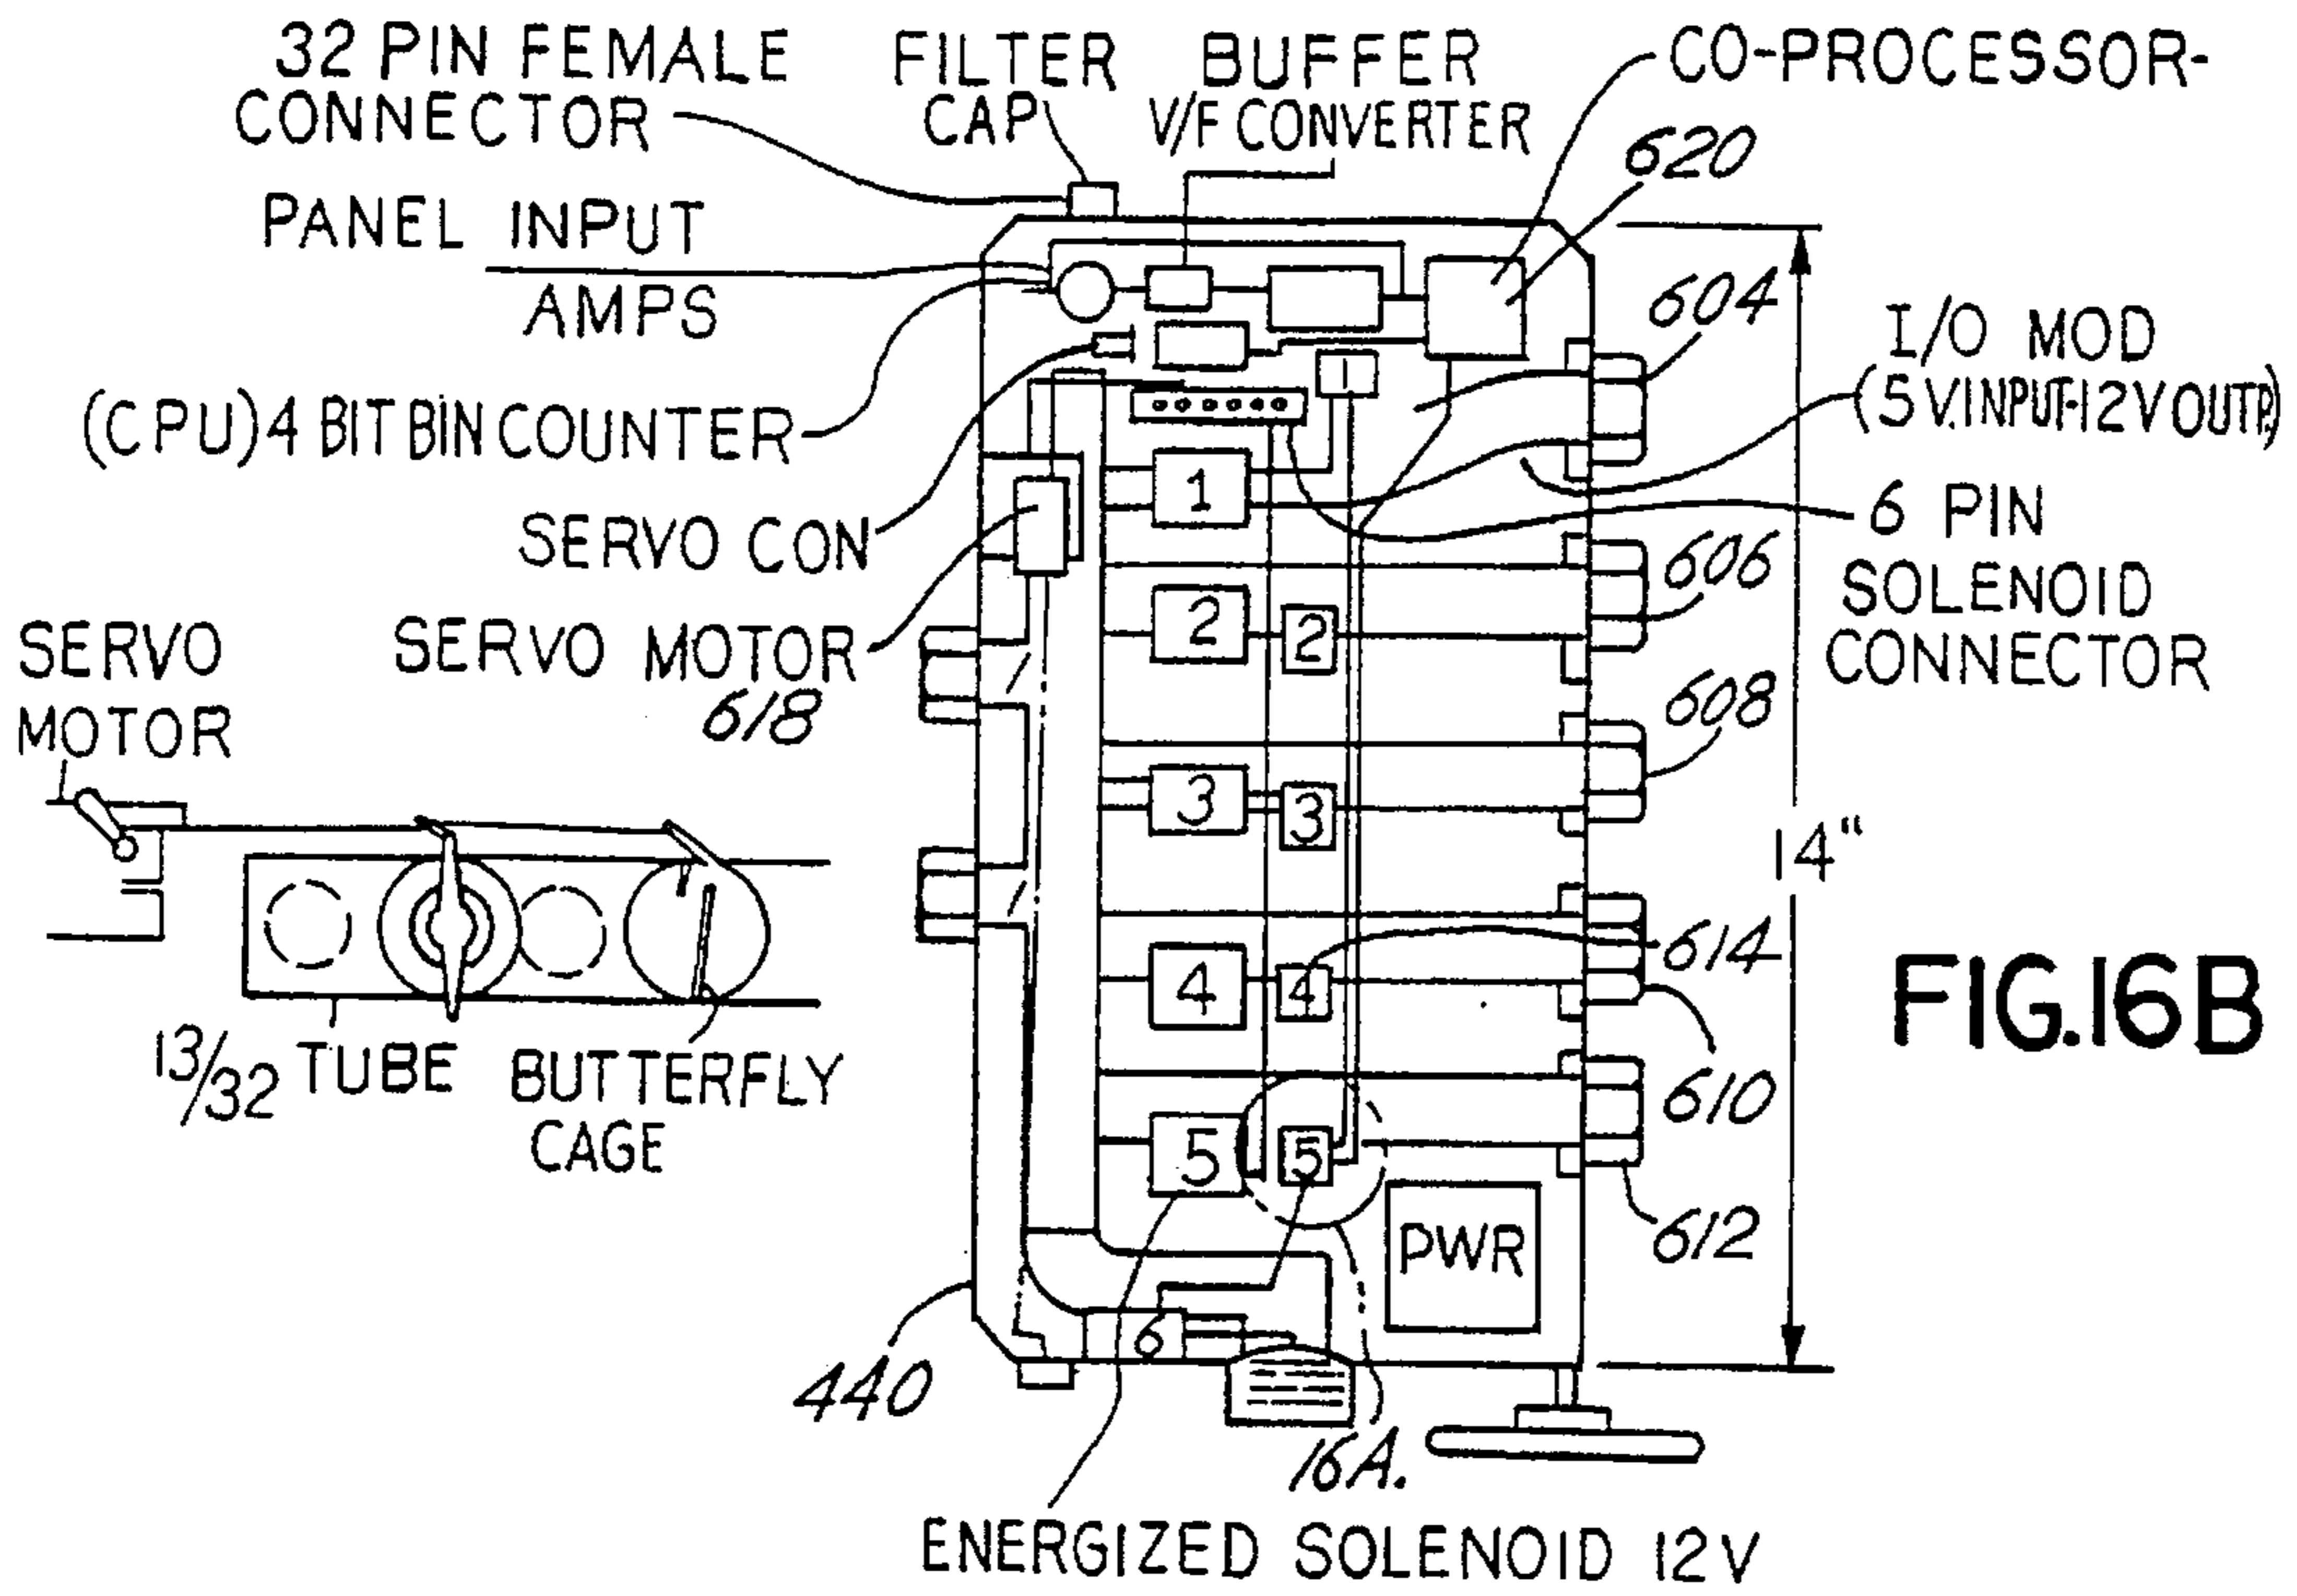 32 PIN FEMALE
CONNECTOR
FILTER
CAP
BUFFER
V/F CONVERTER
CO-PROCESSOR-
620
PANEL INPUT
AMPS
604
I/O MOD
(5V.INPUT-12V OUTP.)
(CPU)4 BIT BIN COUNTER
1
1
SERVO CON
6 PIN
SOLENOID
CONNECTOR
606
2
2
SERVO MOTOR
618
SERVO
MOTOR
608
3
3
14"
614
4
4
FIG.16B
13/32 TUBE
BUTTERFLY
CAGE
610
5
5
612
PWR
6
440
16A.
ENERGIZED SOLENOID 12V